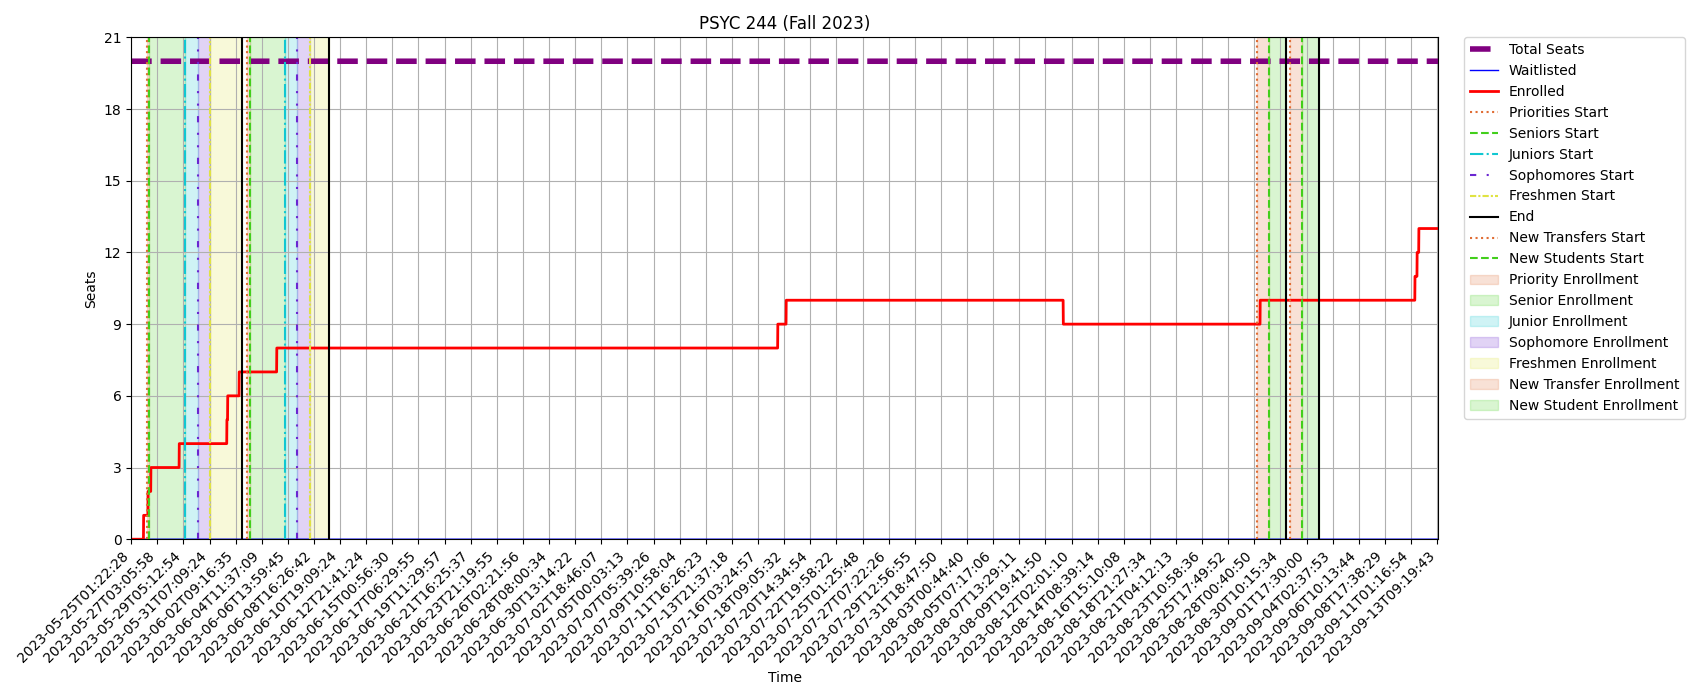 PSYC 244 (Fall 2023)
21
18
15
12
9
6
3
0
Seats
2023-05-25T01:22:28
2023-05-27T03:05:58
2023-05-29T05:12:54
2023-05-31T07:09:24
2023-06-02T09:16:35
2023-06-04T11:37:09
2023-06-06T13:59:45
2023-06-08T16:26:42
2023-06-10T19:09:24
2023-06-12T21:41:24
2023-06-15T00:56:30
2023-06-17T06:29:55
2023-06-19T11:29:57
2023-06-21T16:25:37
2023-06-23T21:19:55
2023-06-26T02:21:56
2023-06-28T08:00:34
2023-06-30T13:14:22
2023-07-02T18:46:07
2023-07-05T00:03:13
2023-07-07T05:39:26
2023-07-09T10:58:04
2023-07-11T16:26:23
2023-07-13T21:37:18
2023-07-16T03:24:57
2023-07-18T09:05:32
2023-07-20T14:34:54
2023-07-22T19:58:22
2023-07-25T01:25:48
2023-07-27T07:22:26
2023-07-29T12:56:55
2023-07-31T18:47:50
2023-08-03T00:44:40
2023-08-05T07:17:06
2023-08-07T13:29:11
2023-08-09T19:41:50
2023-08-12T02:01:10
2023-08-14T08:39:14
2023-08-16T15:10:08
2023-08-18T21:27:34
2023-08-21T04:12:13
2023-08-23T10:58:36
2023-08-25T17:49:52
2023-08-28T00:40:50
2023-08-30T10:15:34
2023-09-01T17:30:00
2023-09-04T02:37:53
2023-09-06T10:13:44
2023-09-08T17:38:29
2023-09-11T01:16:54
2023-09-13T09:19:43
Time
Total Seats
Waitlisted
Enrolled
Priorities Start
Seniors Start
Juniors Start
Sophomores Start
Freshmen Start
End
New Transfers Start
New Students Start
Priority Enrollment
Senior Enrollment
Junior Enrollment
Sophomore Enrollment
Freshmen Enrollment
New Transfer Enrollment
New Student Enrollment